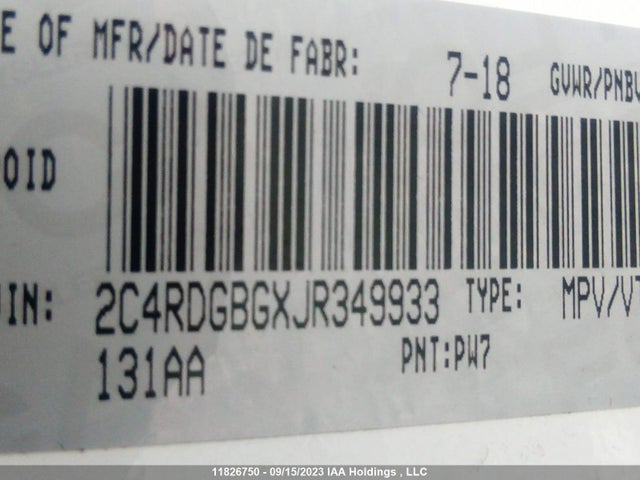 E OF MFR/DATE DE FABR: 7-18 GVWR/PNBV
OID
IN: 2C4RDGBGXJR349933 TYPE: MPV/V
131AA PNT:PW7
11826750 - 09/15/2023 IAA Holdings , LLC